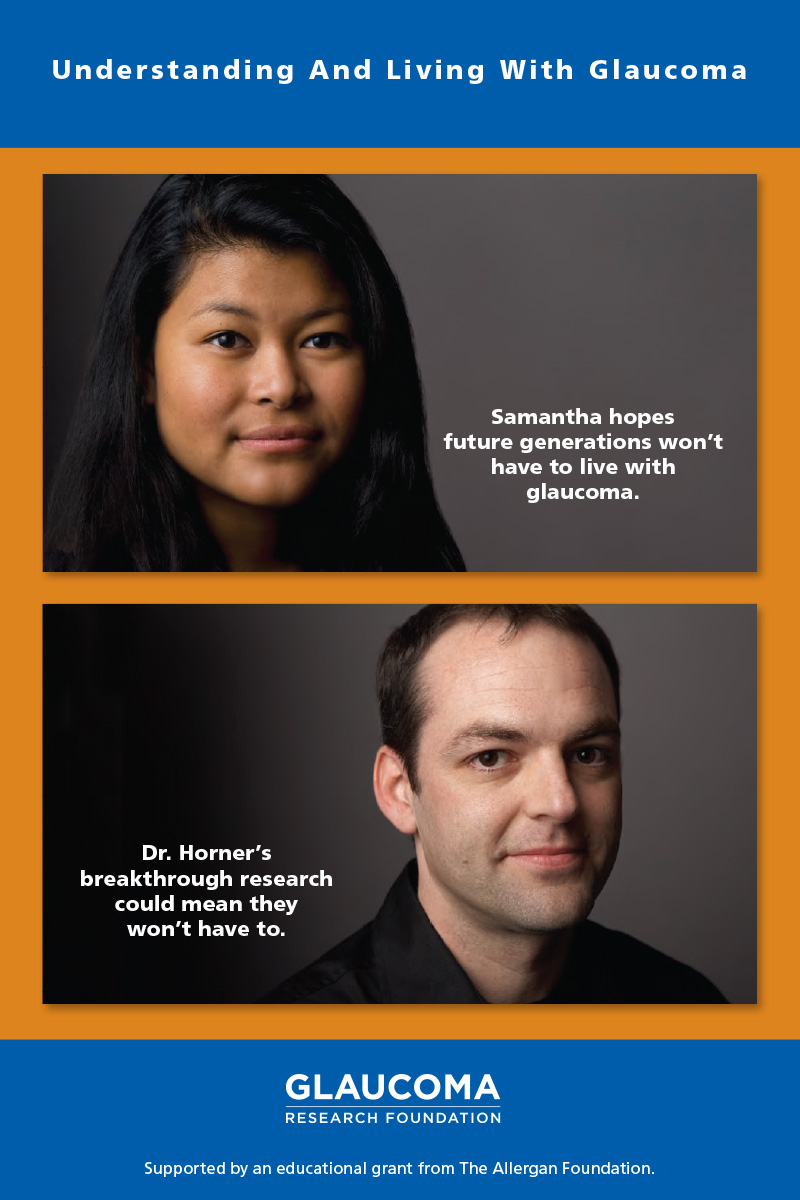 Understanding And Living With Glaucoma
Samantha hopes
future generations won’t
have to live with
glaucoma.
Dr. Horner’s
breakthrough research
could mean they
won’t have to.
GLAUCOMA
RESEARCH FOUNDATION
Supported by an educational grant from The Allergan Foundation.